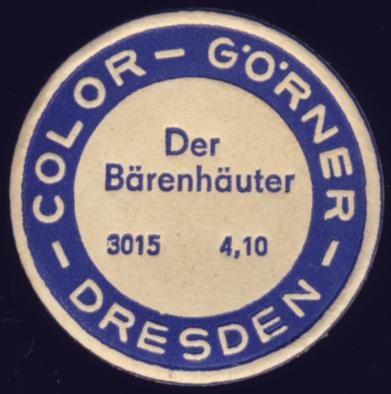 COLOR - GÖRNER -
Der
Bärenhäuter
3015 4,10
- DRESDEN -